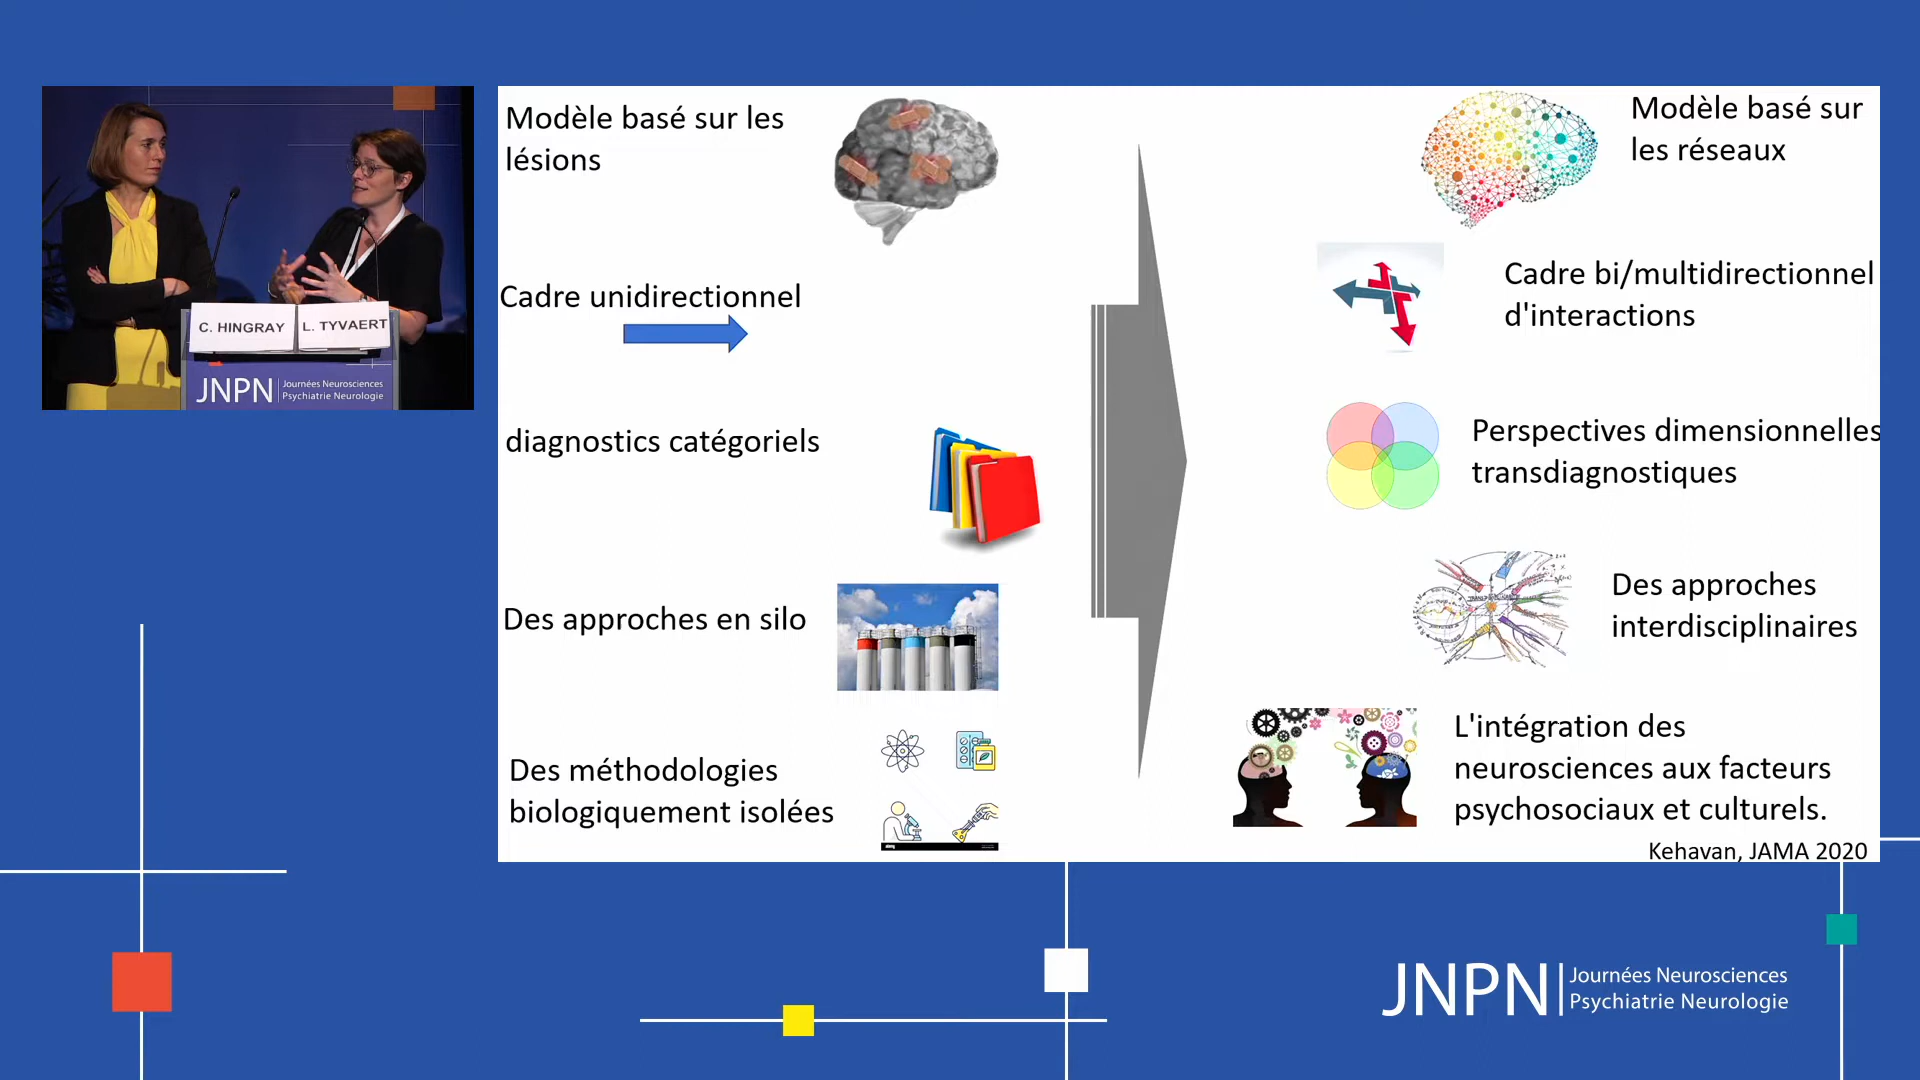 C. HINGRAY
L. TYVAERT
JNPN
Journées Neurosciences
Psychiatrie Neurologie
Modèle basé sur les
lésions
Cadre unidirectionnel
diagnostics catégoriels
Des approches en silo
Des méthodologies
biologiquement isolées
Modèle basé sur
les réseaux
Cadre bi/multidirectionnel
d'interactions
Perspectives dimensionnelles
transdiagnostiques
Des approches
interdisciplinaires
L'intégration des
neurosciences aux facteurs
psychosociaux et culturels.
Kehavan, JAMA 2020
JNPN
Journées Neurosciences
Psychiatrie Neurologie